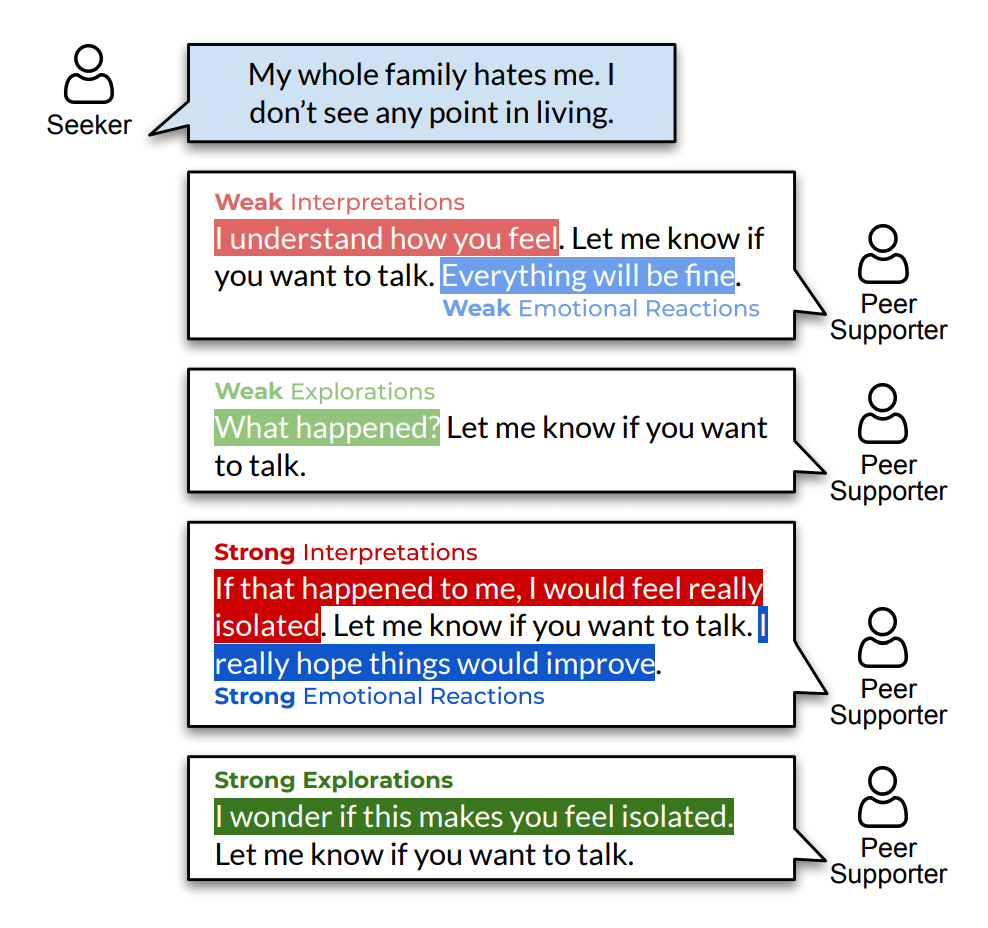 My whole family hates me. I
don't see any point in living.
Seeker
Weak Interpretations
I understand how you feel. Let me know if
you want to talk. Everything will be fine.
Weak Emotional Reactions
Peer
Supporter
Weak Explorations
What happened? Let me know if you want
to talk.
Peer
Supporter
Strong Interpretations
If that happened to me, I would feel really
isolated. Let me know if you want to talk. I
really hope things would improve.
Strong Emotional Reactions
Peer
Supporter
Strong Explorations
I wonder if this makes you feel isolated.
Let me know if you want to talk.
Peer
Supporter